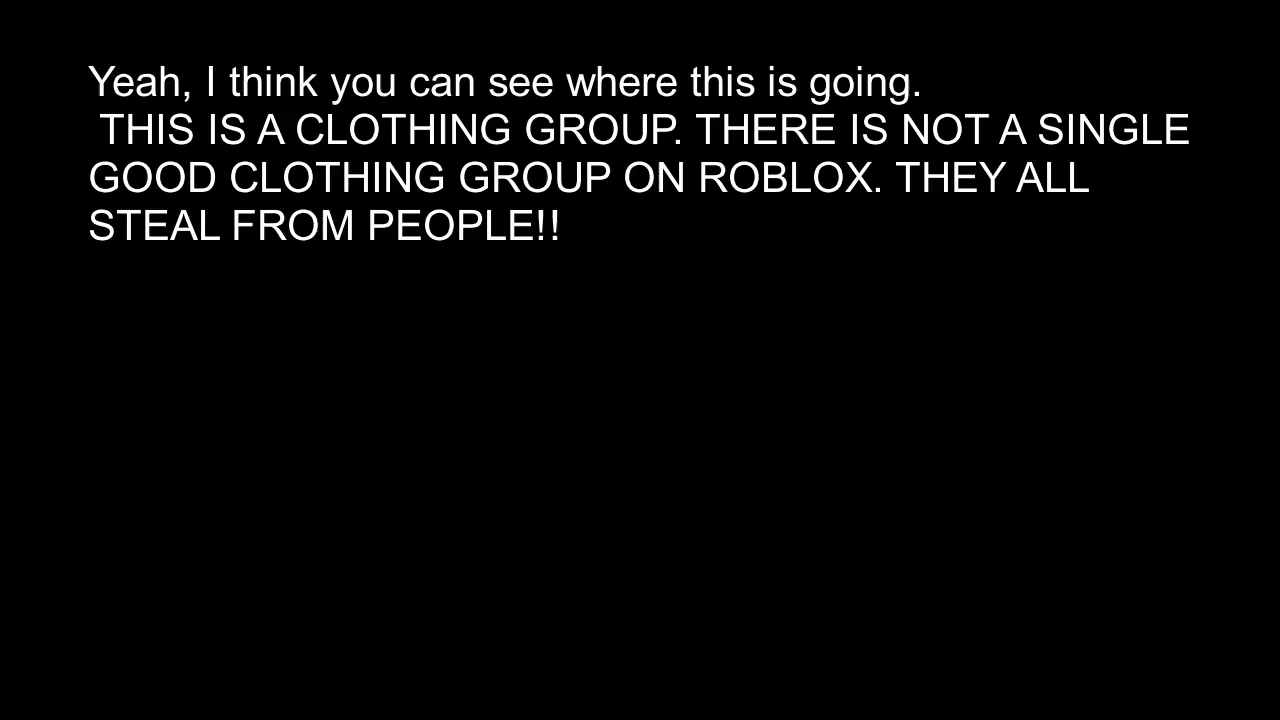 Yeah, I think you can see where this is going.
THIS IS A CLOTHING GROUP. THERE IS NOT A SINGLE
GOOD CLOTHING GROUP ON ROBLOX. THEY ALL
STEAL FROM PEOPLE!!